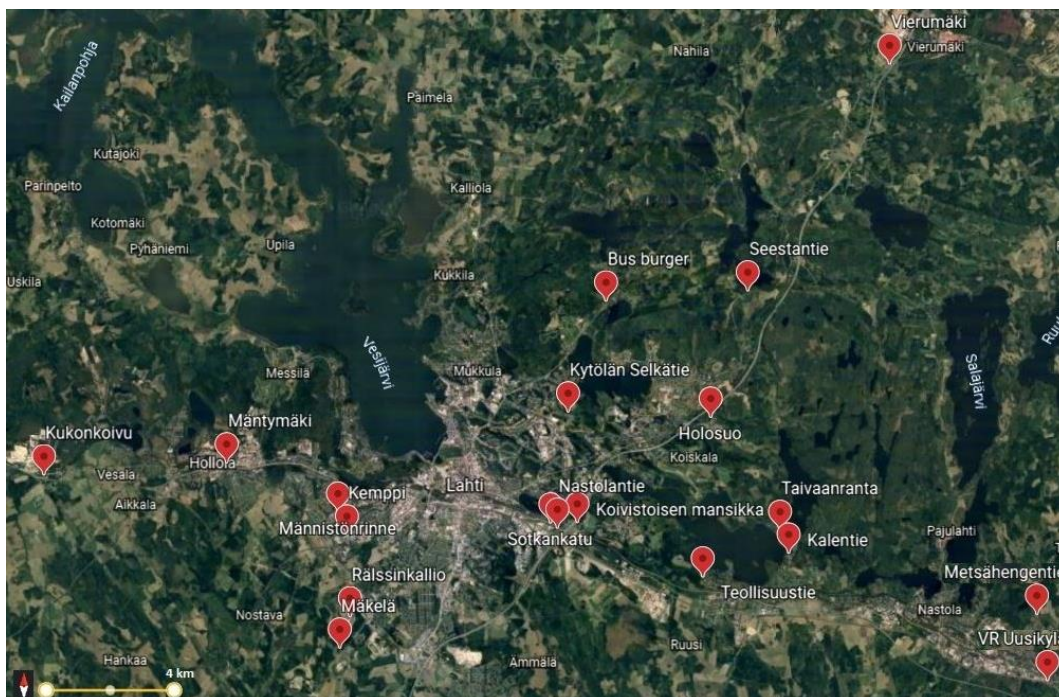 Vierumäki
Vierumäki
Nahila
Kailanpohja
Paimela
Kutajoki
Parinpelto
Kalliola
Kotomäki
Pyhäniemi
Upila
Uskila
Kukkila
Bus burger
Seestantie
Vesijärvi
Messilä
Mukkula
Kytölän Selkätie
Salajärvi
Mäntymäki
Kukonkoivu
Hollola
Vesala
Aikkala
Holosuo
Koiskala
Kemppi
Lahti
Nastolantie
Taivaanranta
Männistönrinne
Koivistoisen mansikka
Sotkankatu
Kalentie
Pajulahti
Rälssinkallio
Metsähengentie
Teollisuustie
Nostava
Mäkelä
Nastola
Ruusi
Hankaa
Ämmälä
VR Uusikylä
4 km